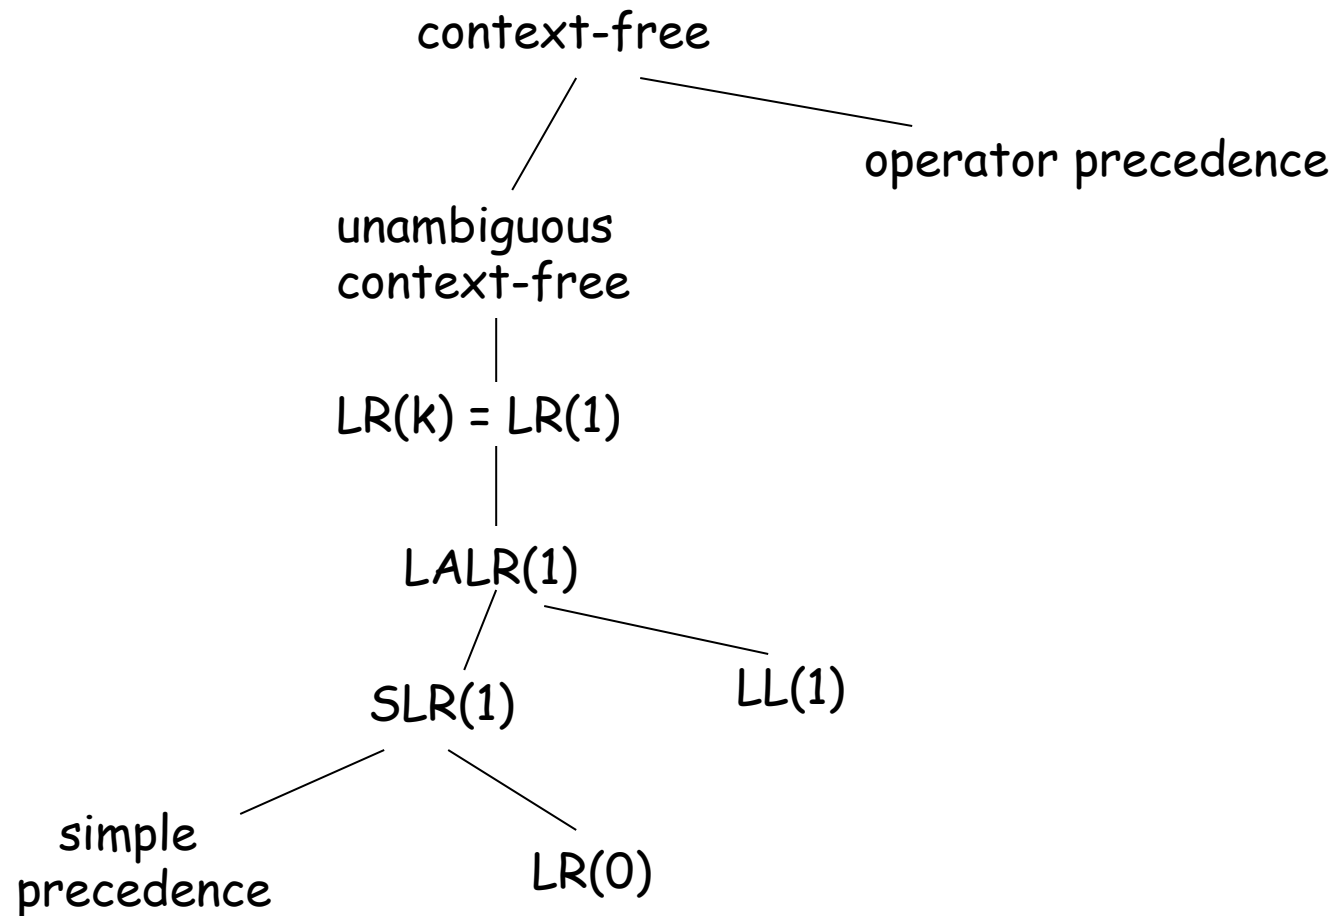 context-free
operator precedence
unambiguous
context-free
LR(k) = LR(1)
LALR(1)
LL(1)
SLR(1)
simple
precedence
LR(0)